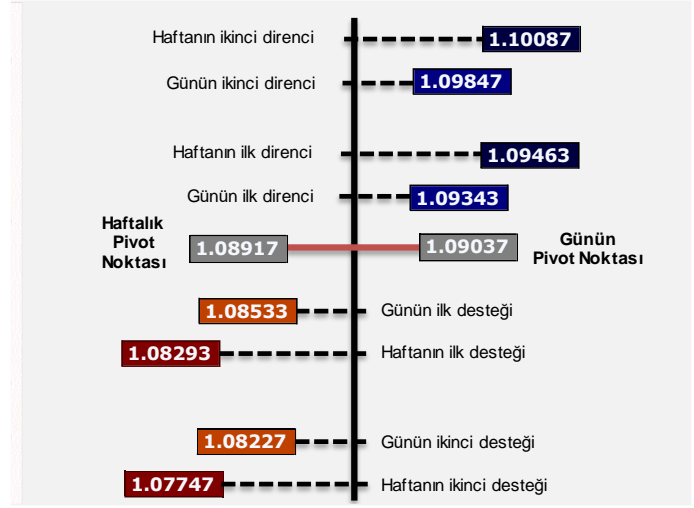 Haftanın ikinci direnci
1.10087
Günün ikinci direnci
1.09847
Haftanın ilk direnci
1.09463
Günün ilk direnci
1.09343
Haftalık
Pivot
Noktası
1.08917
1.09037
Günün
Pivot Noktası
1.08533
Günün ilk desteği
1.08293
Haftanın ilk desteği
1.08227
Günün ikinci desteği
1.07747
Haftanın ikinci desteği